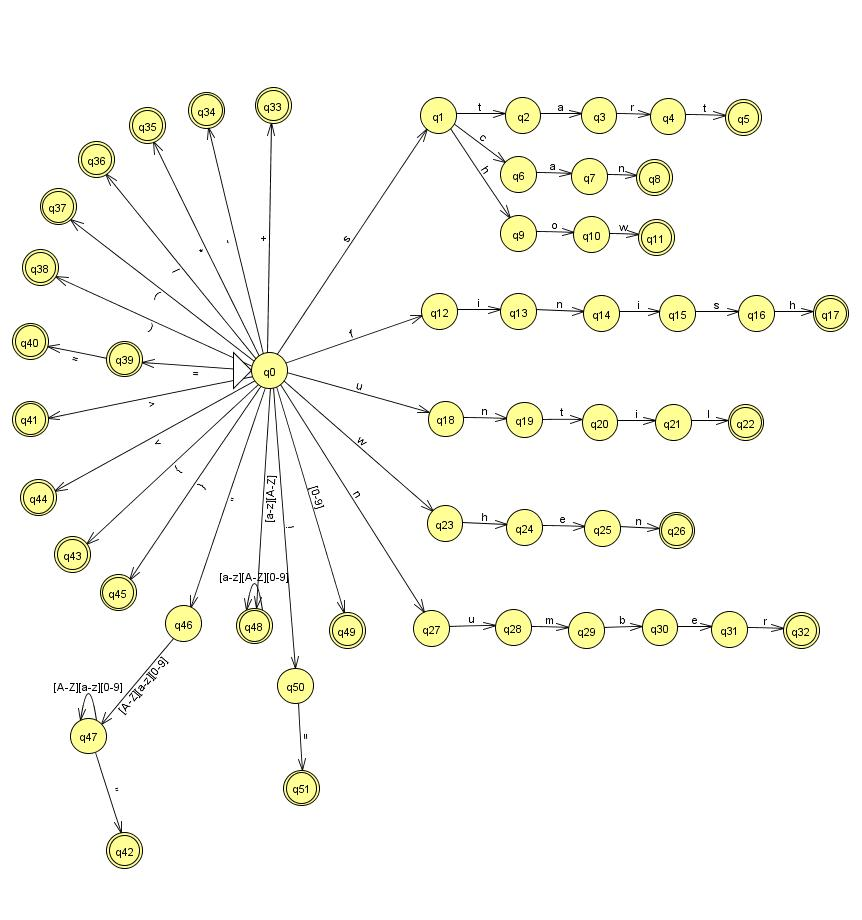 q33
q34
q35
q36
q37
q38
q40
q39
q41
q44
q43
q45
q46
q47
q42
q48
q49
q50
q51
q0
+
-
*
/
(
)
=
=
>
<
{
}
"
[a-z][A-Z]
!
[0-9]
[a-z][A-Z][0-9]
[A-Z][a-z][0-9]
[A-Z][a-z][0-9]
"
=
s
f
u
w
n
q1 t q2 a q3 r q4 t q5
c q6 a q7 n q8
h q9 o q10 w q11
q12 i q13 n q14 i q15 s q16 h q17
q18 n q19 t q20 i q21 l q22
q23 h q24 e q25 n q26
q27 u q28 m q29 b q30 e q31 r q32